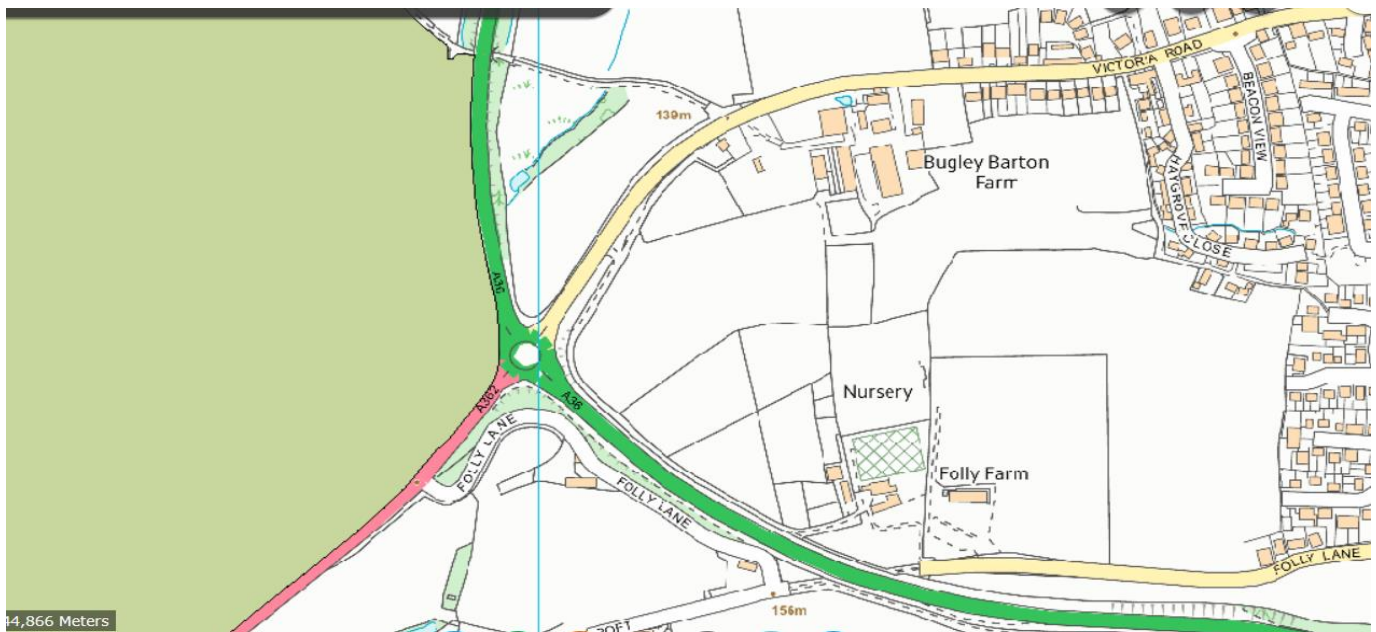 VICTORIA ROAD
BEACON VIEW
139m
Bugley Barton
Farm
HAYGROVE CLOSE
A36
A362
A36
FOLLY LANE
Nursery
Folly Farm
FOLLY LANE
FOLLY LANE
156m
44,866 Meters